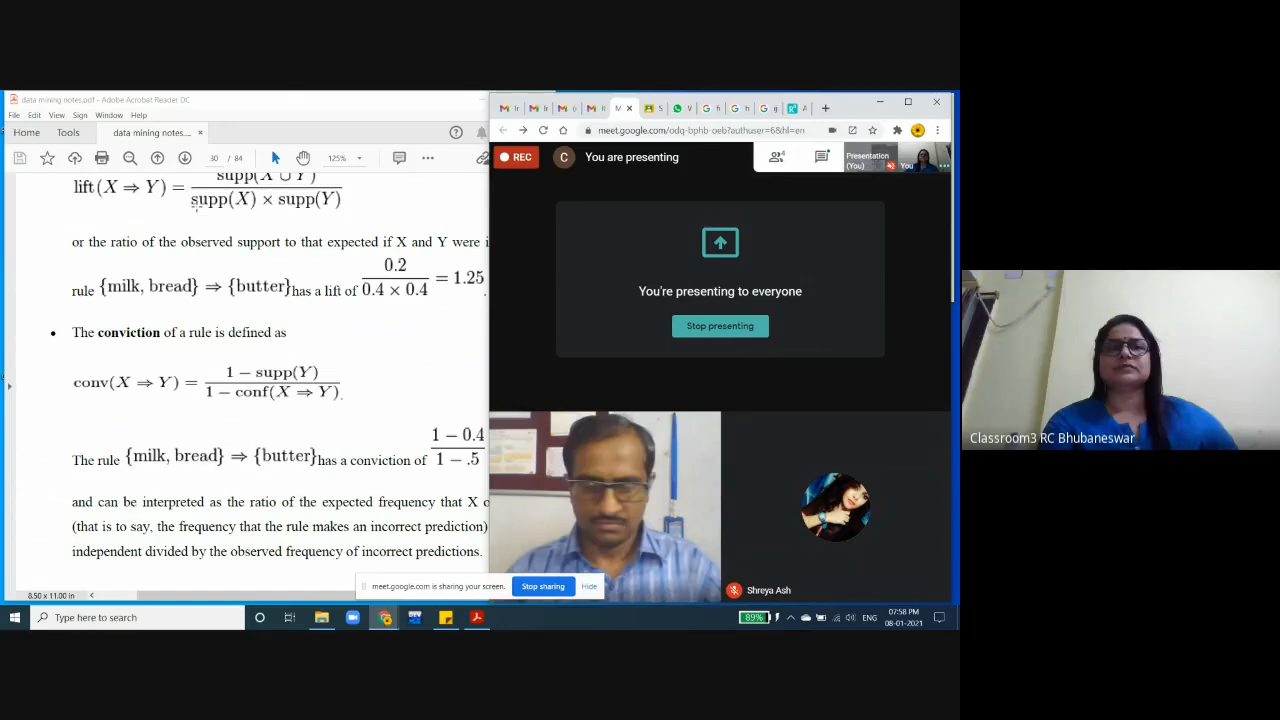 data mining notes.pdf - Adobe Acrobat Reader DC
File Edit View Sign Window Help
Home Tools data mining notes.... ×
30 / 84 125%
lift(X ⇒ Y) = supp(X ∪ Y) / supp(X) × supp(Y)
or the ratio of the observed support to that expected if X and Y were i
rule {milk, bread} ⇒ {butter} has a lift of 0.2 / 0.4 × 0.4 = 1.25 .
• The conviction of a rule is defined as
conv(X ⇒ Y) = 1 − supp(Y) / 1 − conf(X ⇒ Y) .
The rule {milk, bread} ⇒ {butter} has a conviction of 1 − 0.4 / 1 − .5
and can be interpreted as the ratio of the expected frequency that X o
(that is to say, the frequency that the rule makes an incorrect prediction)
independent divided by the observed frequency of incorrect predictions.
8.50 x 11.00 in
meet.google.com/odq-bphb-oeb?authuser=6&hl=en
REC C You are presenting
4
Presentation
(You)
You
You're presenting to everyone
Stop presenting
Shreya Ash
meet.google.com is sharing your screen. Stop sharing Hide
Type here to search
89% ENG
07:58 PM
08-01-2021
Classroom3 RC Bhubaneswar